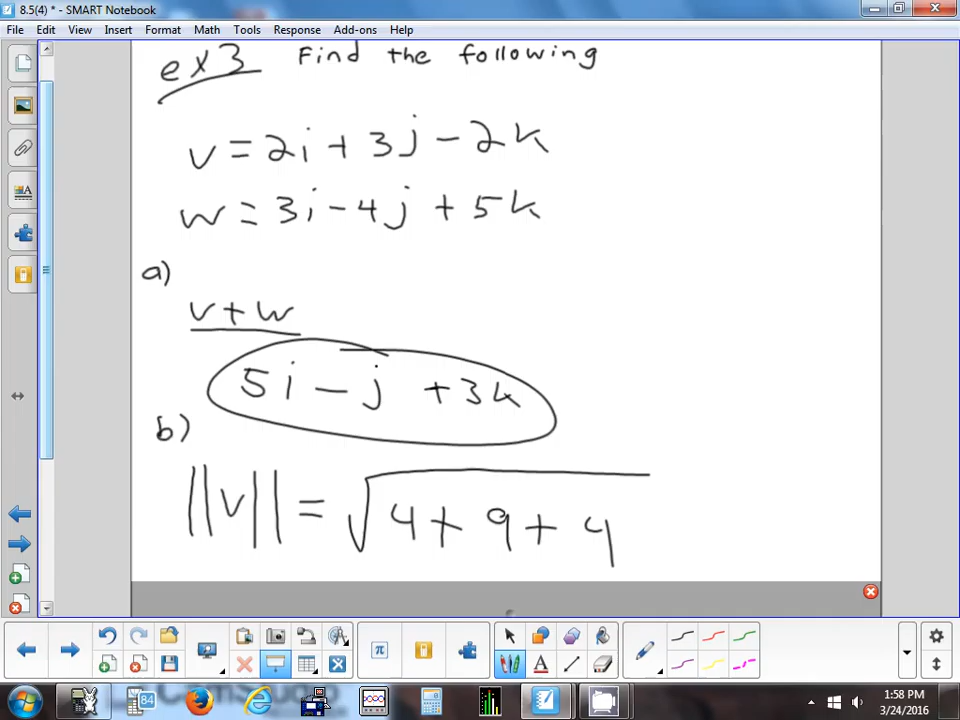 8.5(4) * - SMART Notebook
File Edit View Insert Format Math Tools Response Add-ons Help
ex3 Find the following
v = 2i + 3j - 2k
w = 3i - 4j + 5k
a)
v + w
5i - j + 3k
b)
||v|| = √4 + 9 + 4
π
A
84
1:58 PM
3/24/2016